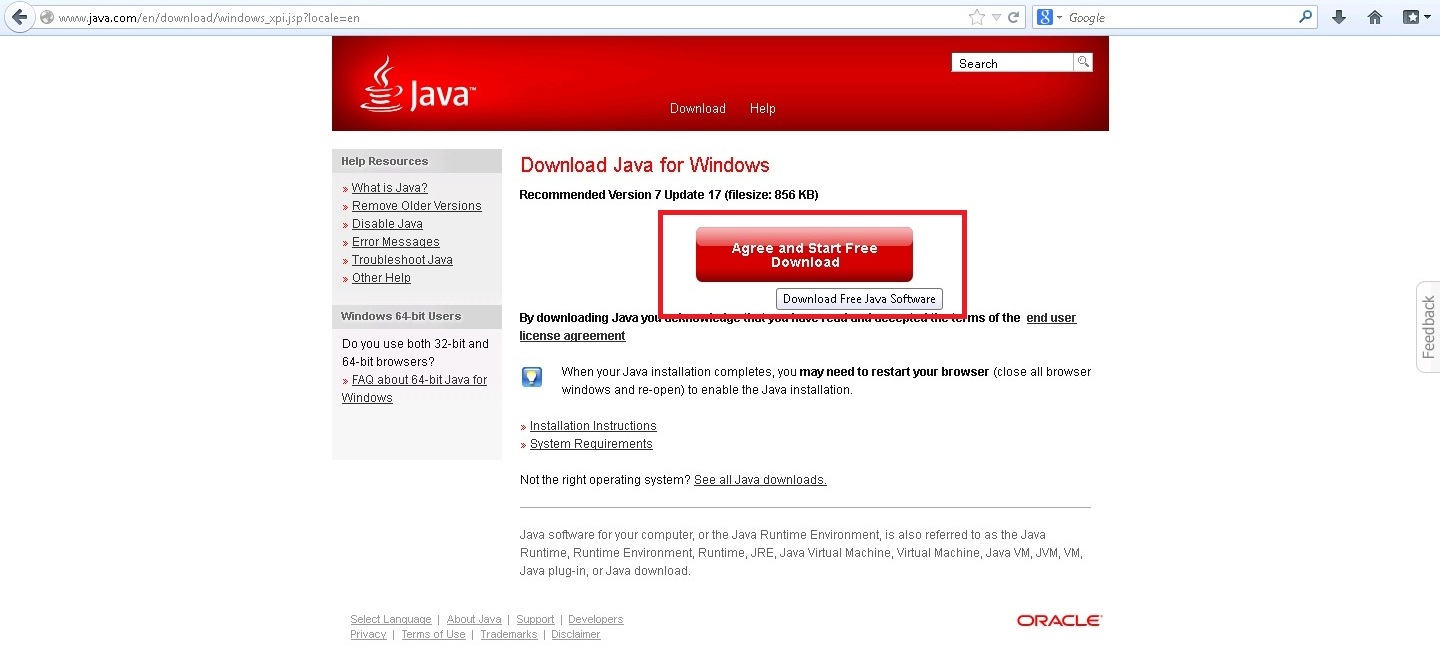 www.java.com/en/download/windows_xpi.jsp?locale=en
Google
Java™
Search
Download Help
Help Resources
» What is Java?
» Remove Older Versions
» Disable Java
» Error Messages
» Troubleshoot Java
» Other Help
Windows 64-bit Users
Do you use both 32-bit and
64-bit browsers?
» FAQ about 64-bit Java for
Windows
Download Java for Windows
Recommended Version 7 Update 17 (filesize: 856 KB)
Agree and Start Free
Download
Download Free Java Software
By downloading Java you acknowledge that you have read and accepted the terms of the end user
license agreement
When your Java installation completes, you may need to restart your browser (close all browser
windows and re-open) to enable the Java installation.
» Installation Instructions
» System Requirements
Not the right operating system? See all Java downloads.
Java software for your computer, or the Java Runtime Environment, is also referred to as the Java
Runtime, Runtime Environment, Runtime, JRE, Java Virtual Machine, Virtual Machine, Java VM, JVM, VM,
Java plug-in, or Java download.
Select Language | About Java | Support | Developers
Privacy | Terms of Use | Trademarks | Disclaimer
ORACLE
Feedback